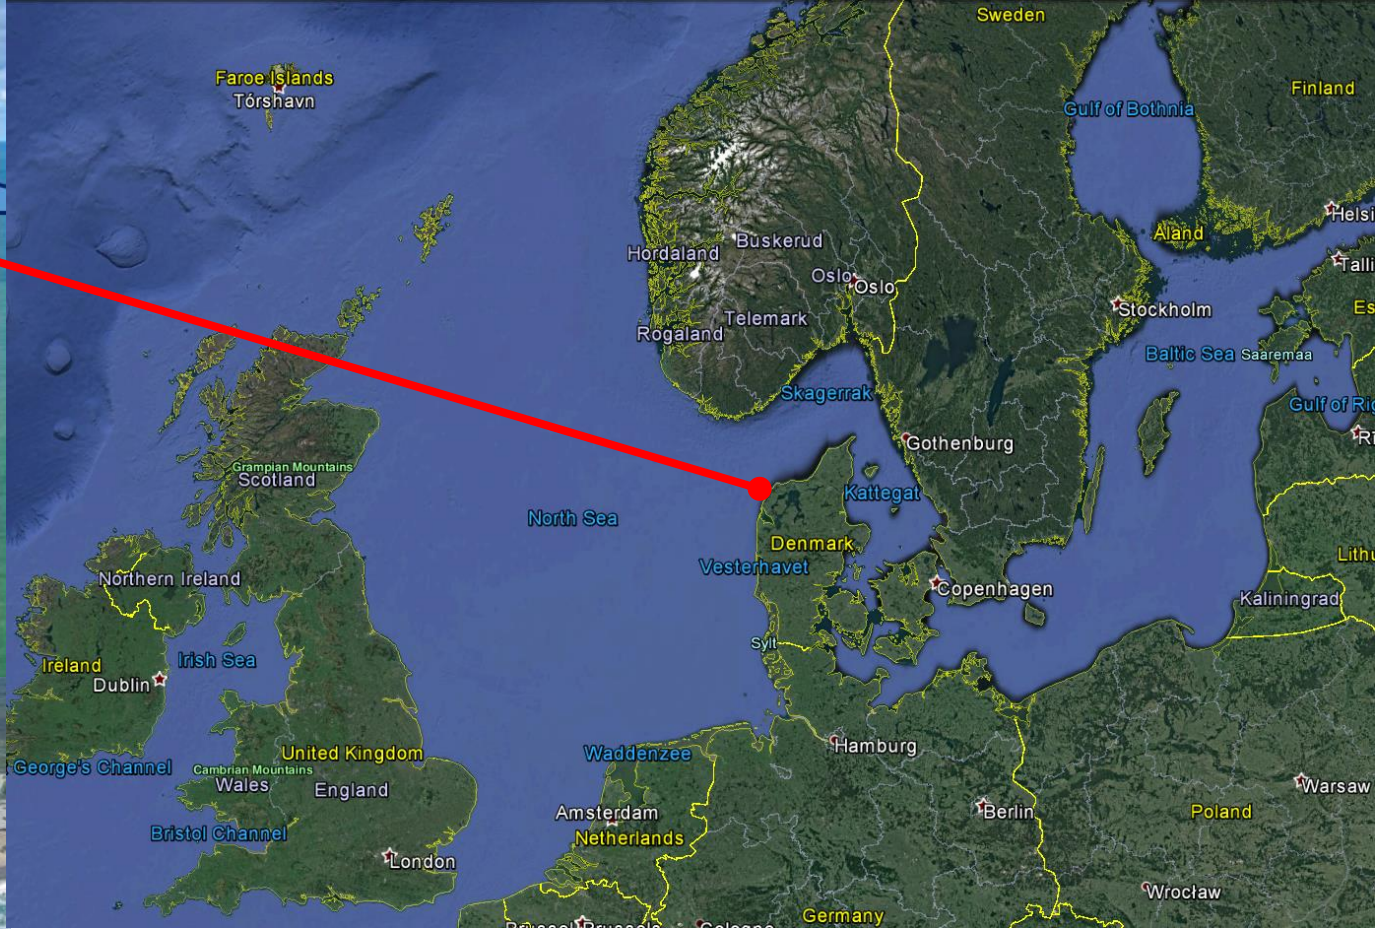 Sweden
Faroe Islands
Tórshavn
Finland
Gulf of Bothnia
Helsi
Åland
Buskerud
Hordaland
Talli
Oslo
Oslo
Stockholm
Es
Telemark
Rogaland
Baltic Sea
Saaremaa
Skagerrak
Gulf of Rig
Gothenburg
Grampian Mountains
Scotland
Kattegat
North Sea
Denmark
Vesterhavet
Lithu
Northern Ireland
Copenhagen
Kaliningrad
Sylt
Irish Sea
Ireland
Dublin
Hamburg
United Kingdom
Waddenzee
George's Channel
Cambrian Mountains
Wales
England
Warsaw
Amsterdam
Berlin
Poland
Netherlands
Bristol Channel
London
Wrocław
Germany
Brussels
Cologne